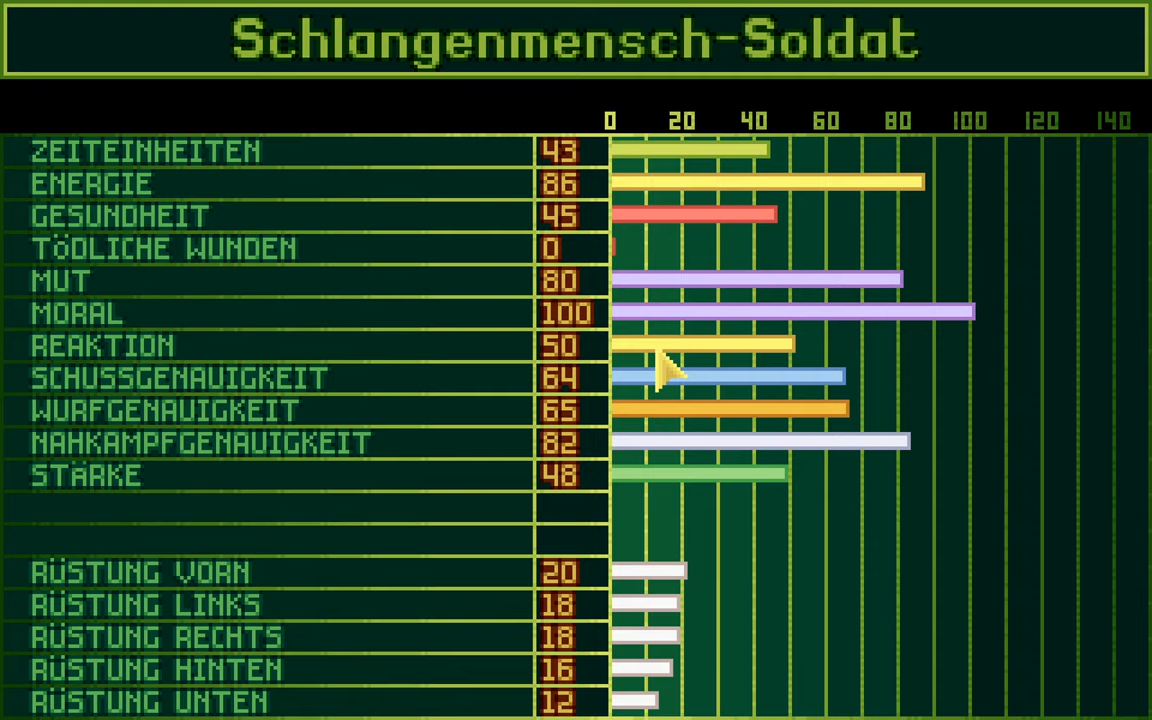 Schlangenmensch-Soldat
0 20 40 60 80 100 120 140
ZEITEINHEITEN 43
ENERGIE 86
GESUNDHEIT 45
TÖDLICHE WUNDEN 0
MUT 80
MORAL 100
REAKTION 50
SCHUSSGENAUIGKEIT 64
WURFGENAUIGKEIT 65
NAHKAMPFGENAUIGKEIT 82
STÄRKE 48
RÜSTUNG VORN 20
RÜSTUNG LINKS 18
RÜSTUNG RECHTS 18
RÜSTUNG HINTEN 16
RÜSTUNG UNTEN 12